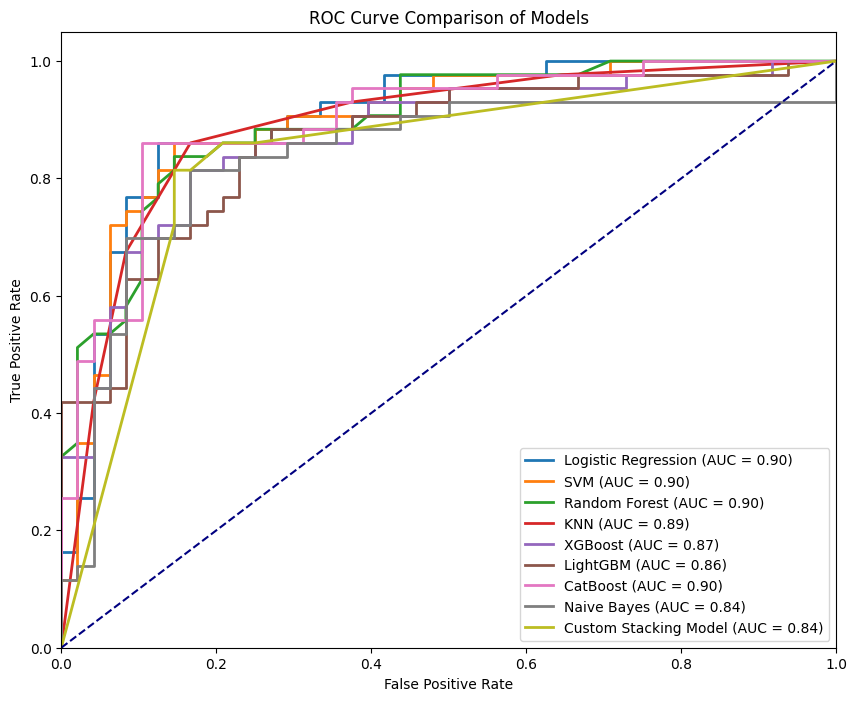 ROC Curve Comparison of Models
1.0
0.8
0.6
0.4
0.2
0.0
True Positive Rate
Logistic Regression (AUC = 0.90)
SVM (AUC = 0.90)
Random Forest (AUC = 0.90)
KNN (AUC = 0.89)
XGBoost (AUC = 0.87)
LightGBM (AUC = 0.86)
CatBoost (AUC = 0.90)
Naive Bayes (AUC = 0.84)
Custom Stacking Model (AUC = 0.84)
0.0 0.2 0.4 0.6 0.8 1.0
False Positive Rate